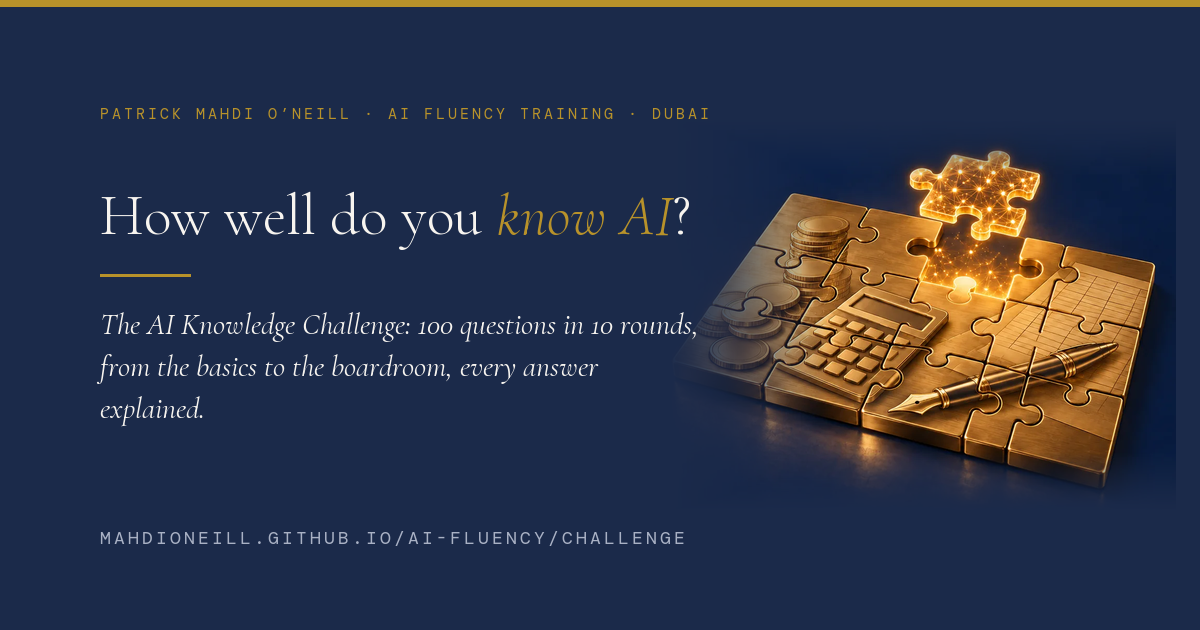 PATRICK MAHDI O’NEILL · AI FLUENCY TRAINING · DUBAI
How well do you know AI?
The AI Knowledge Challenge: 100 questions in 10 rounds,
from the basics to the boardroom, every answer
explained.
MAHDIONEILL.GITHUB.IO/AI-FLUENCY/CHALLENGE